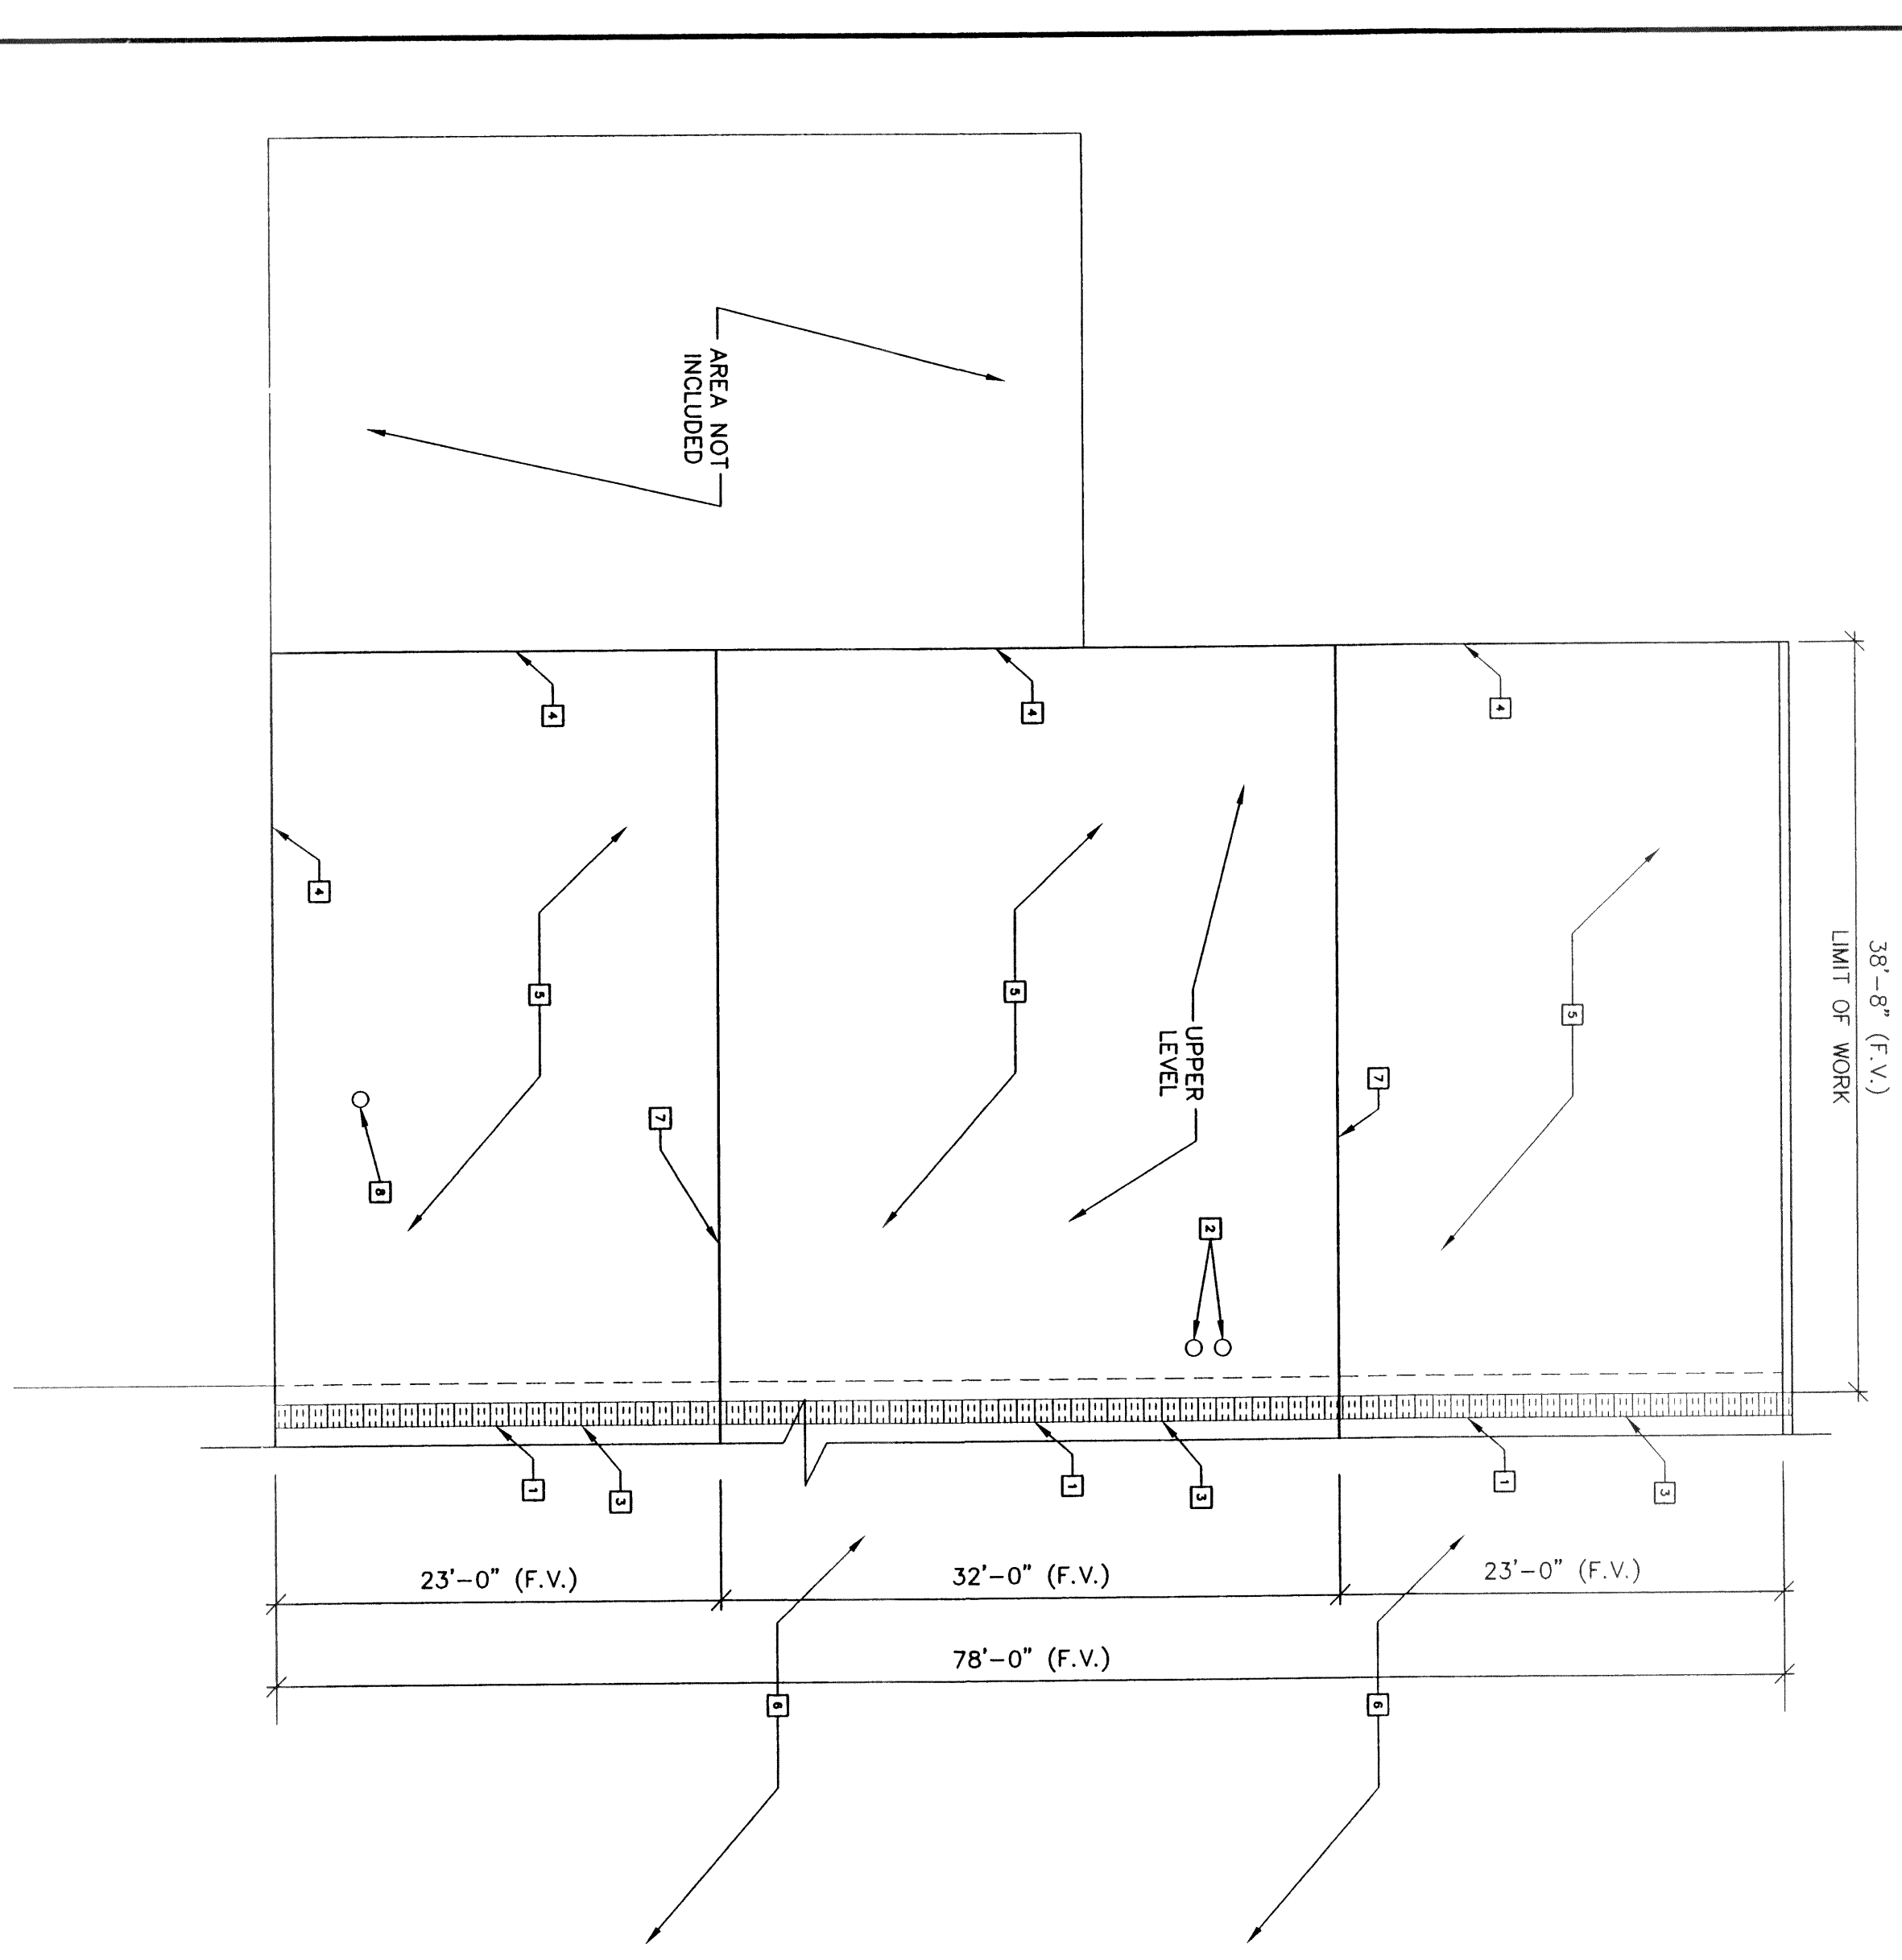 AREA NOT
INCLUDED
4
4
4
4
38'-8" (F.V.)
LIMIT OF WORK
5
5
5
UPPER
LEVEL
7
7
8
2
1
3
1
3
1
3
23'-0" (F.V.)
32'-0" (F.V.)
23'-0" (F.V.)
78'-0" (F.V.)
6
6